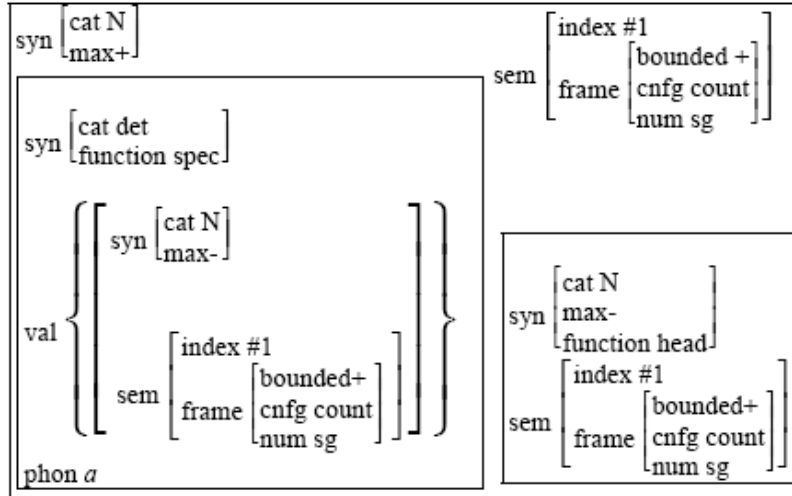 syn [cat N
max+]
sem [index #1
frame [bounded +
cnfg count
num sg]]
syn [cat det
function spec]
val { [ syn [cat N
max-]
sem [index #1
frame [bounded+
cnfg count
num sg]] ] }
phon a
syn [cat N
max-
function head]
sem [index #1
frame [bounded+
cnfg count
num sg]]